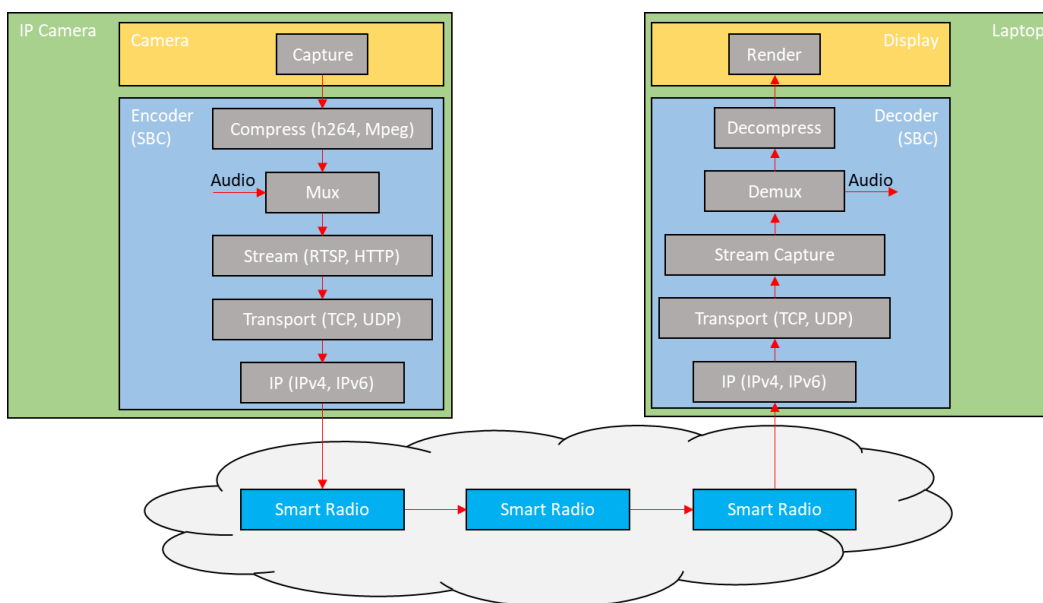 IP Camera
Camera
Capture
Encoder
(SBC)
Compress (h264, Mpeg)
Audio
Mux
Stream (RTSP, HTTP)
Transport (TCP, UDP)
IP (IPv4, IPv6)
Laptop
Display
Render
Decoder
(SBC)
Decompress
Demux
Audio
Stream Capture
Transport (TCP, UDP)
IP (IPv4, IPv6)
Smart Radio
Smart Radio
Smart Radio